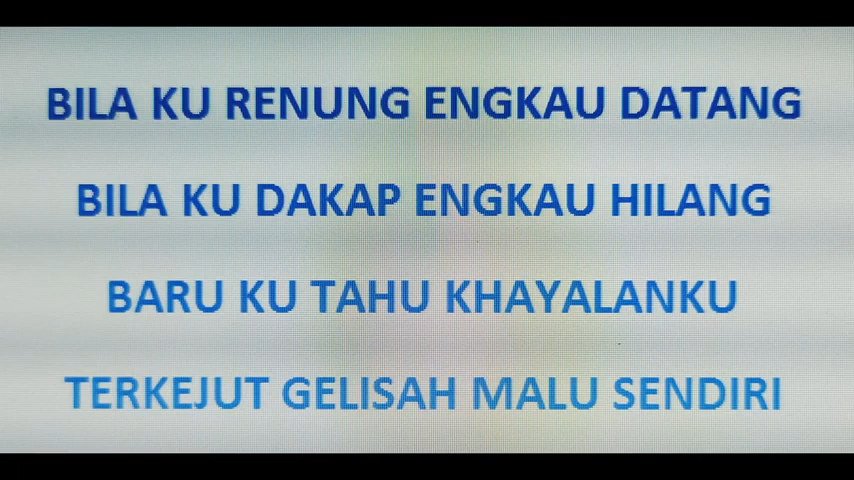 BILA KU RENUNG ENGKAU DATANG
BILA KU DAKAP ENGKAU HILANG
BARU KU TAHU KHAYALANKU
TERKEJUT GELISAH MALU SENDIRI